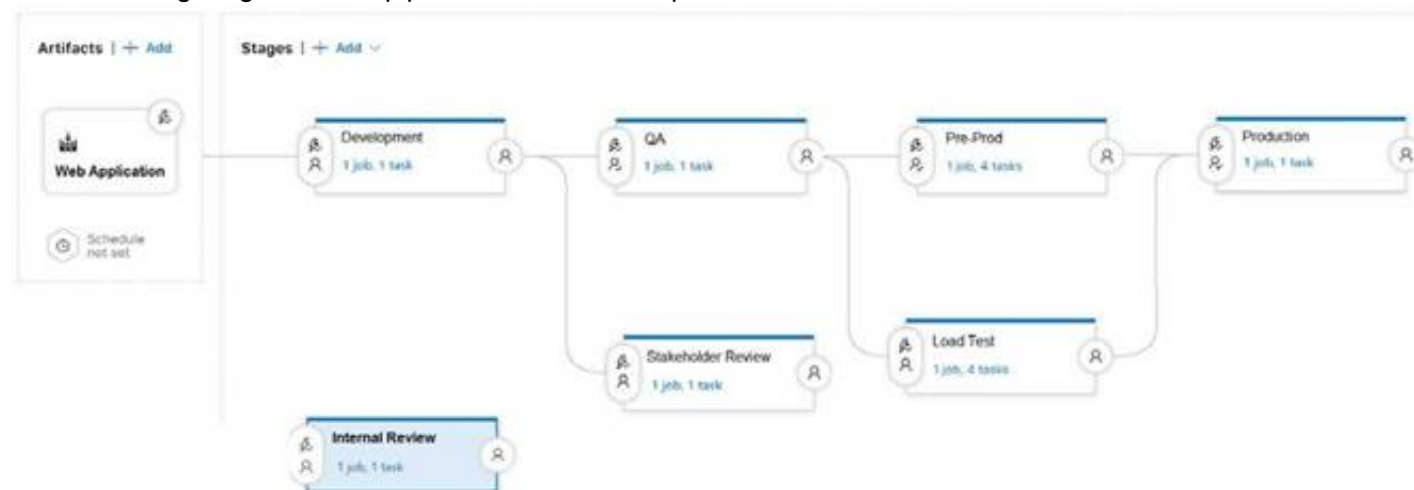 Artifacts | + Add
Stages | + Add
Web Application
Schedule
not set
Development
1 job, 1 task
QA
1 job, 1 task
Pre-Prod
1 job, 4 tasks
Production
1 job, 1 task
Stakeholder Review
1 job, 1 task
Load Test
1 job, 4 tasks
Internal Review
1 job, 1 task